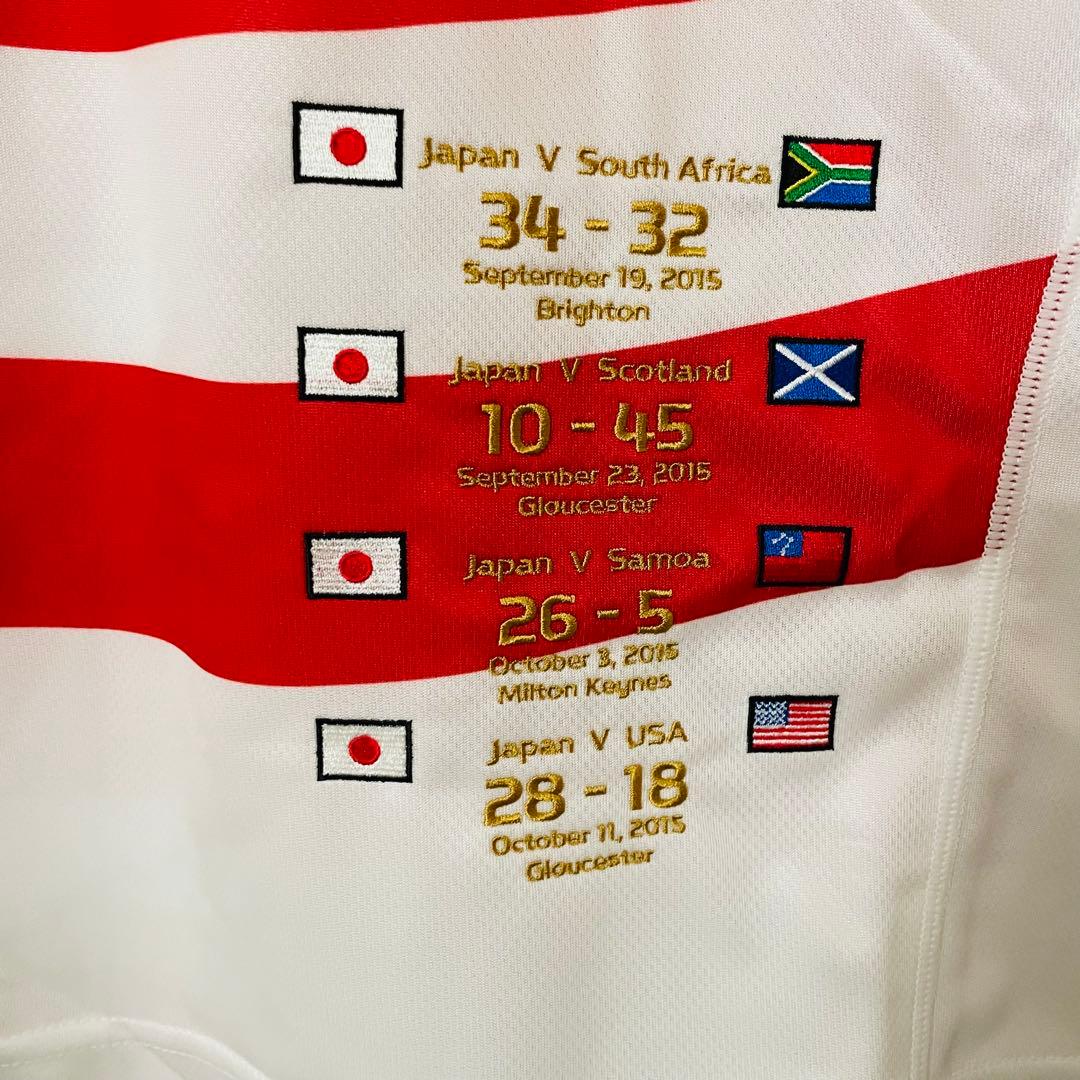 Japan V South Africa
34 - 32
September 19, 2015
Brighton
Japan V Scotland
10 - 45
September 23, 2015
Gloucester
Japan V Samoa
26 - 5
October 3, 2015
Milton Keynes
Japan V USA
28 - 18
October 11, 2015
Gloucester